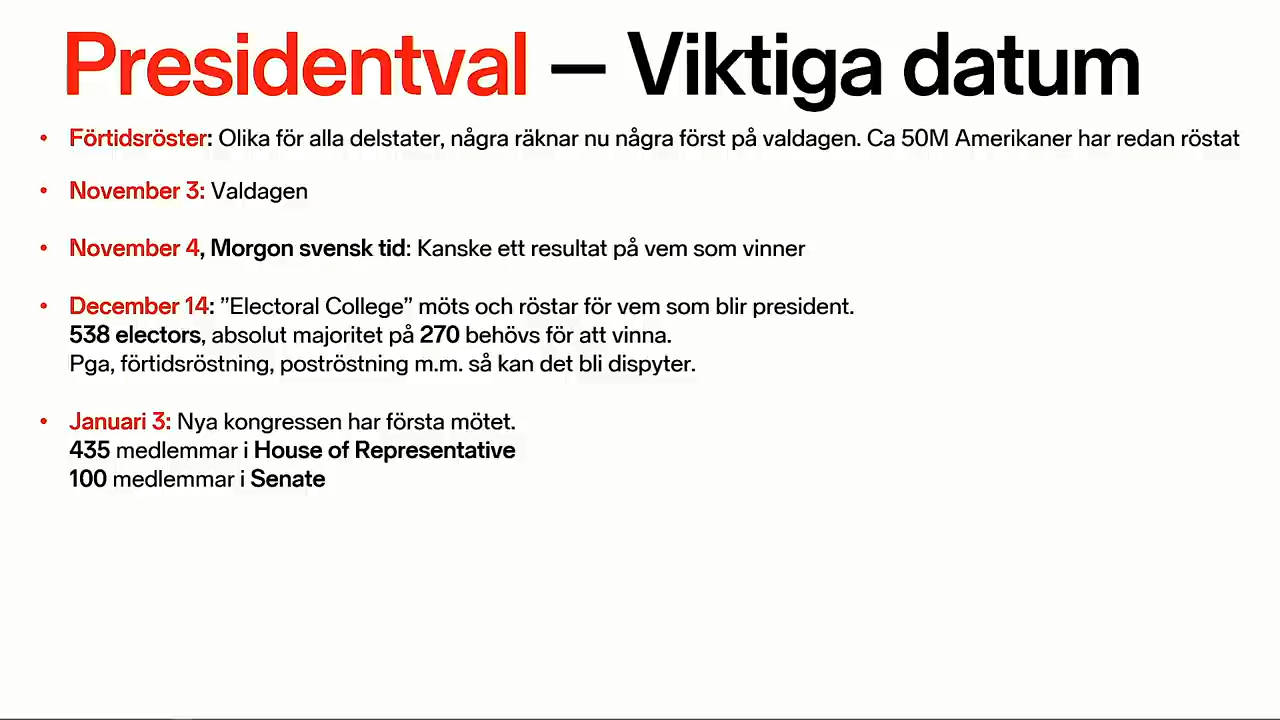 Presidentval – Viktiga datum
• Förtidsröster: Olika för alla delstater, några räknar nu några först på valdagen. Ca 50M Amerikaner har redan röstat
• November 3: Valdagen
• November 4, Morgon svensk tid: Kanske ett resultat på vem som vinner
• December 14: ”Electoral College” möts och röstar för vem som blir president.
538 electors, absolut majoritet på 270 behövs för att vinna.
Pga, förtidsröstning, poströstning m.m. så kan det bli dispyter.
• Januari 3: Nya kongressen har första mötet.
435 medlemmar i House of Representative
100 medlemmar i Senate